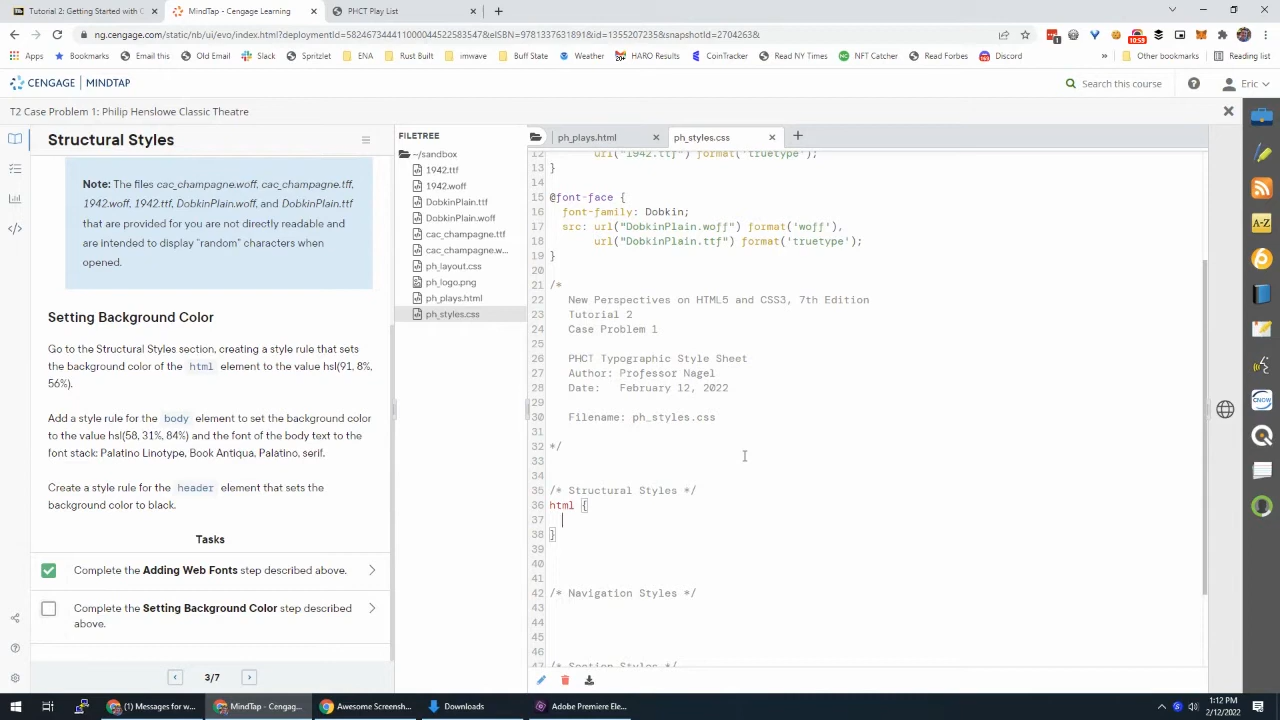 Tutorial 2: Getting Started with C
MindTap - Cengage Learning
PHCT Play List
ng.cengage.com/static/nb/ui/evo/index.html?deploymentId=58246734441100044522583547&eISBN=9781337631891&id=1355207235&snapshotId=2704263&
10:59
Apps
Bookmarks
Email this
Old Email
Slack
Spritzlet
ENA
Rust Built
imwave
Buff State
Weather
HARO Results
CoinTracker
Read NY Times
NFT Catcher
Read Forbes
Discord
»
Other bookmarks
Reading list
CENGAGE | MINDTAP
Search this course
Eric
T2 Case Problem 1: Philip Henslowe Classic Theatre
Structural Styles
Note: The files cac_champagne.woff, cac_champagne.ttf,
1942.woff, 1942.ttf, DobkinPlain.woff, and DobkinPlain.ttf
that are provided for you are not directly readable and
are intended to display "random" characters when
opened.
Setting Background Color
Go to the Structural Styles section, creating a style rule that sets
the background color of the html element to the value hsl(91, 8%,
56%).
Add a style rule for the body element to set the background color
to the value hsl(58, 31%, 84%) and the font of the body text to the
font stack: Palatino Linotype, Book Antiqua, Palatino, serif.
Create a style rule for the header element that sets the
background color to black.
Tasks
Complete the Adding Web Fonts step described above.
Complete the Setting Background Color step described
above.
3/7
FILETREE
~/sandbox
1942.ttf
1942.woff
DobkinPlain.ttf
DobkinPlain.woff
cac_champagne.ttf
cac_champagne.w...
ph_layout.css
ph_logo.png
ph_plays.html
ph_styles.css
ph_plays.html
ph_styles.css
12 url("1942.ttf") format('truetype');
13 }
14
15 @font-face {
16 font-family: Dobkin;
17 src: url("DobkinPlain.woff") format('woff'),
18 url("DobkinPlain.ttf") format('truetype');
19 }
20
21 /*
22 New Perspectives on HTML5 and CSS3, 7th Edition
23 Tutorial 2
24 Case Problem 1
25
26 PHCT Typographic Style Sheet
27 Author: Professor Nagel
28 Date: February 12, 2022
29
30 Filename: ph_styles.css
31
32 */
33
34
35 /* Structural Styles */
36 html {
37
38 }
39
40
41
42 /* Navigation Styles */
43
44
45
46
47 /* Section Styles */
A-Z
CNOW
(1) Messages for w...
MindTap - Cengag...
Awesome Screensh...
Downloads
Adobe Premiere Ele...
1:12 PM
2/12/2022